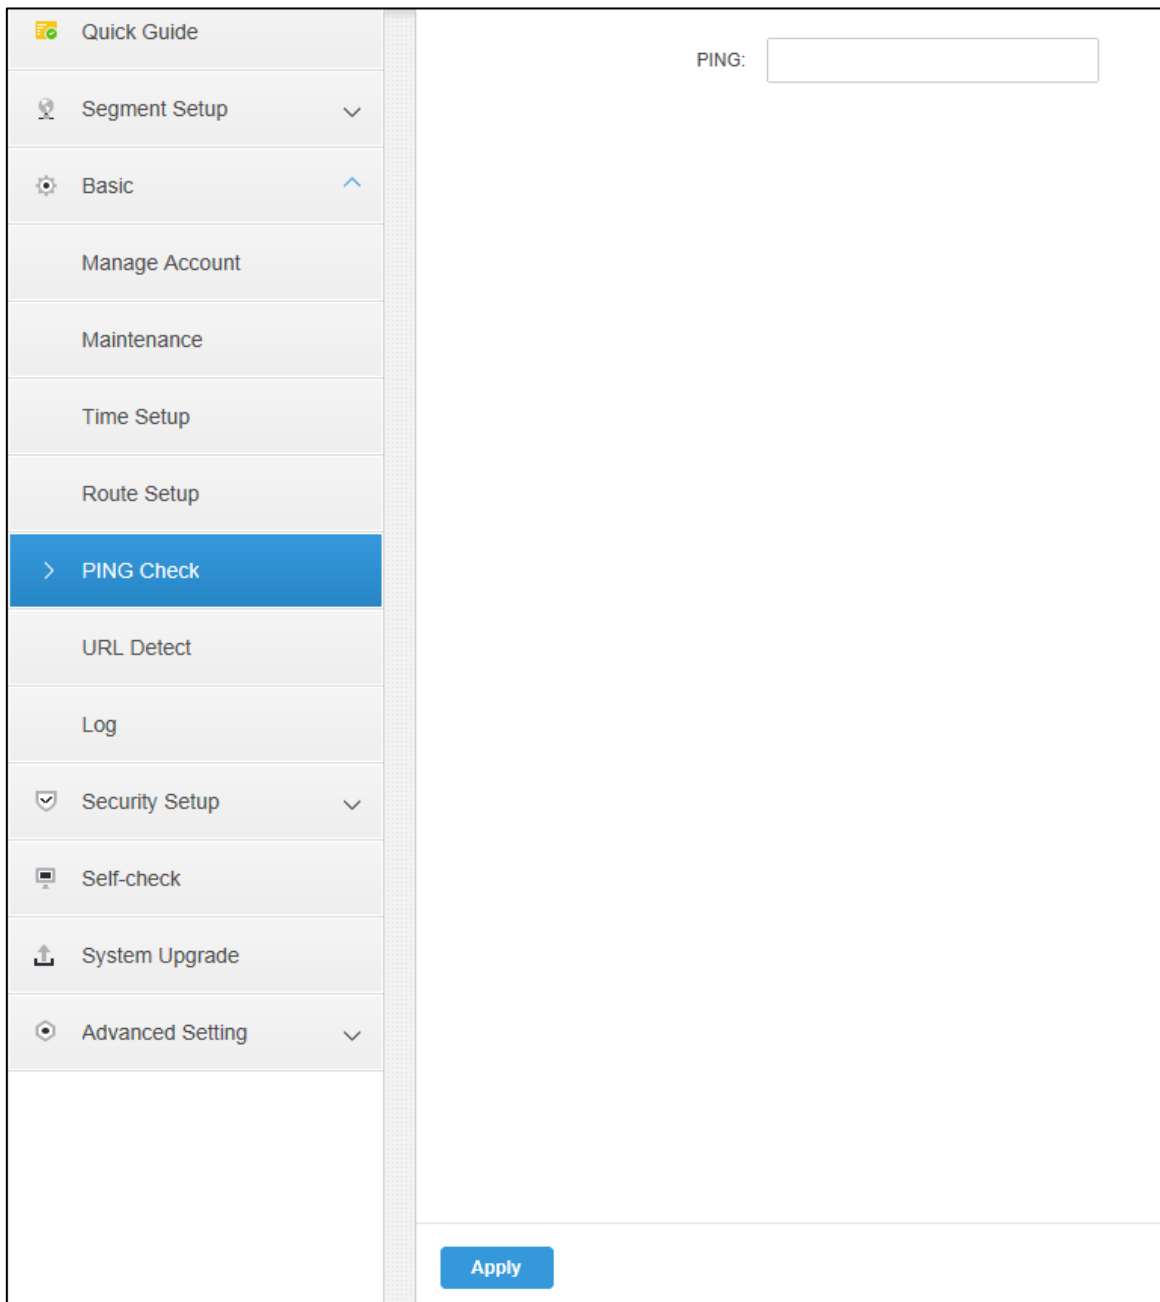 Quick Guide
PING:
Segment Setup
Basic
Manage Account
Maintenance
Time Setup
Route Setup
PING Check
URL Detect
Log
Security Setup
Self-check
System Upgrade
Advanced Setting
Apply